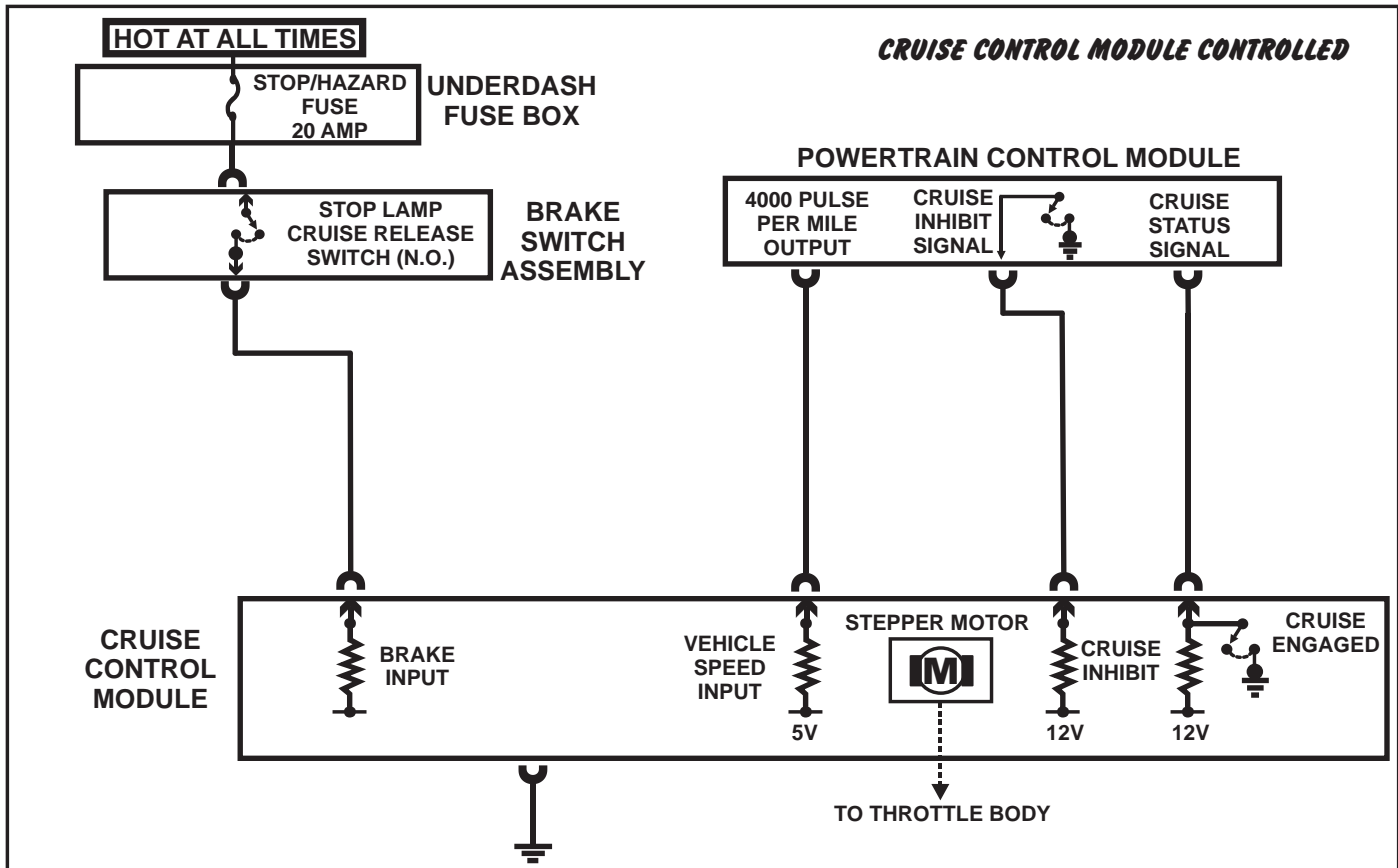 HOT AT ALL TIMES
CRUISE CONTROL MODULE CONTROLLED
STOP/HAZARD
FUSE
20 AMP
UNDERDASH
FUSE BOX
POWERTRAIN CONTROL MODULE
STOP LAMP
CRUISE RELEASE
SWITCH (N.O.)
BRAKE
SWITCH
ASSEMBLY
4000 PULSE
PER MILE
OUTPUT
CRUISE
INHIBIT
SIGNAL
CRUISE
STATUS
SIGNAL
CRUISE
CONTROL
MODULE
BRAKE
INPUT
VEHICLE
SPEED
INPUT
5V
STEPPER MOTOR
M
CRUISE
INHIBIT
12V
12V
CRUISE
ENGAGED
TO THROTTLE BODY